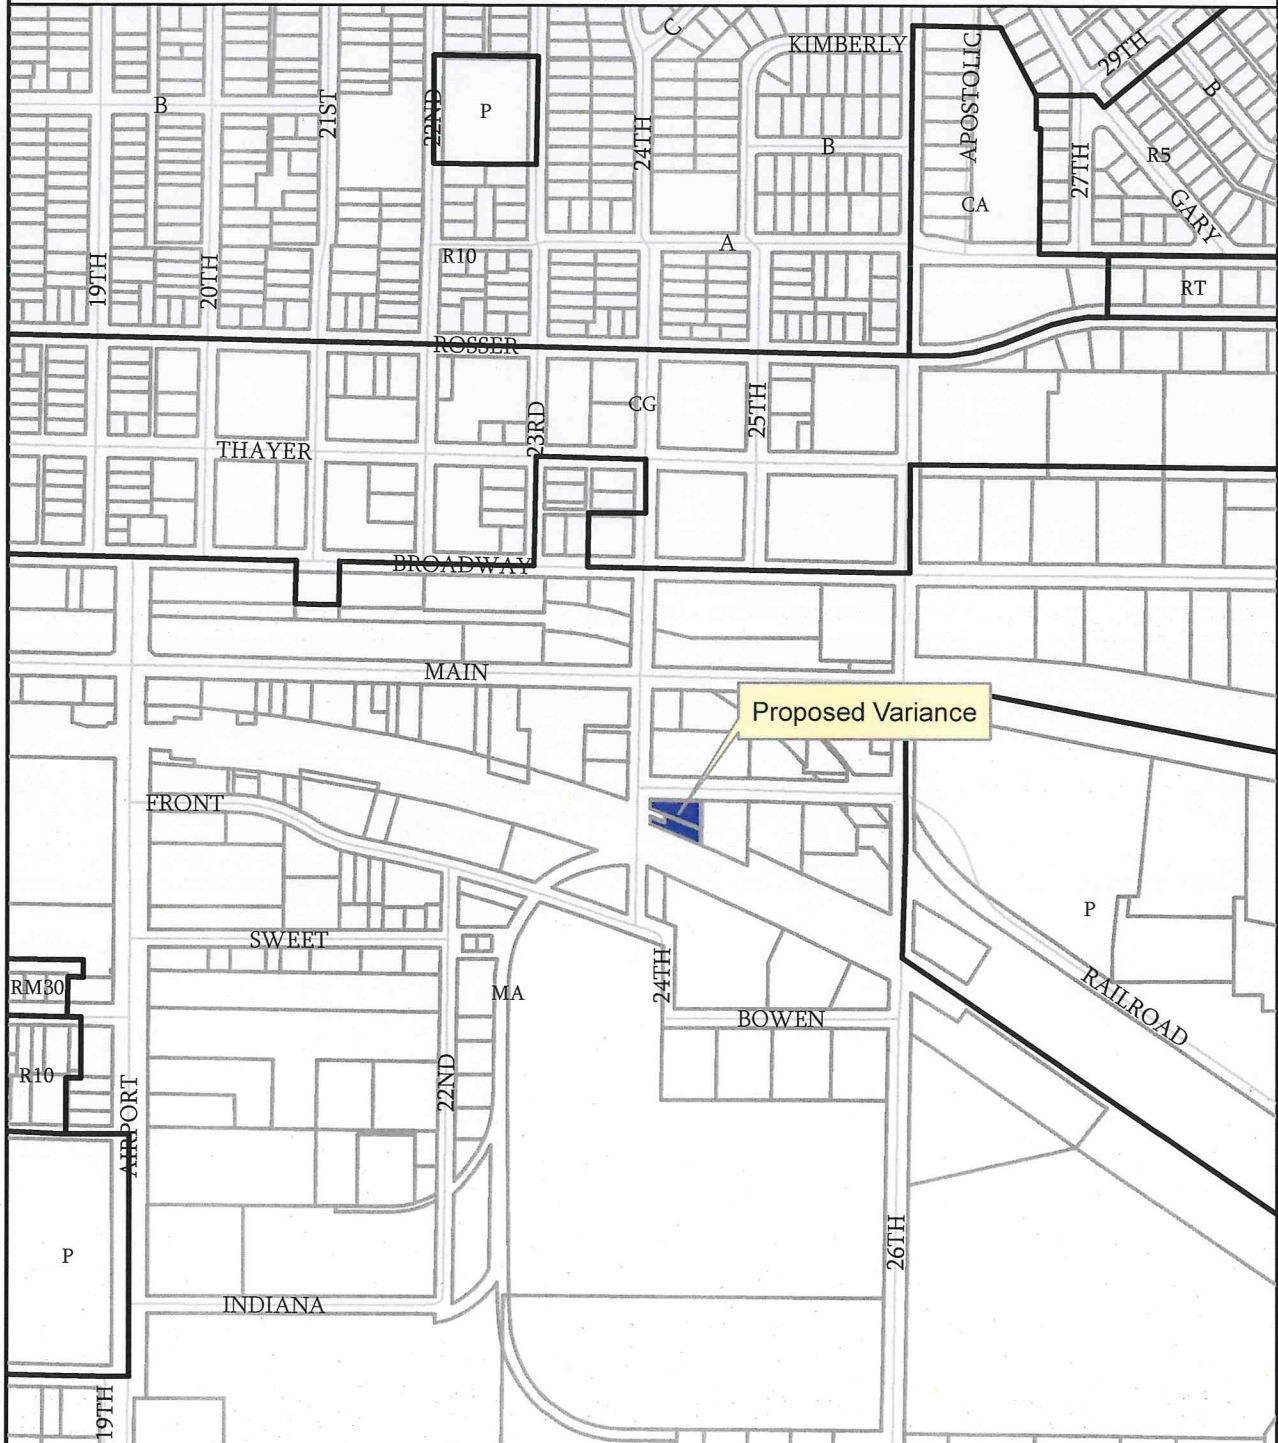 C
KIMBERLY
29TH
B
APOSTOLIC
21ST
22ND
P
24TH
B
B
27TH
R5
CA
GARY
A
R10
19TH
20TH
RT
ROSSER
CG
25TH
23RD
THAYER
BROADWAY
MAIN
Proposed Variance
FRONT
P
SWEET
24TH
RM30
MA
RAILROAD
BOWEN
R10
22ND
AIRPORT
26TH
P
INDIANA
19TH